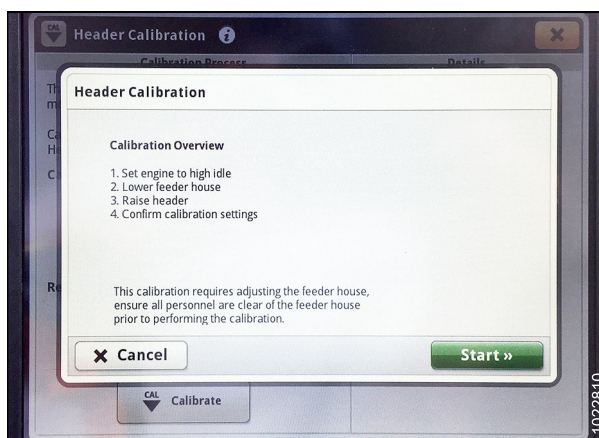 CAL
Header Calibration i
Calibration Process Details
Header Calibration
Calibration Overview
1. Set engine to high idle
2. Lower feeder house
3. Raise header
4. Confirm calibration settings
Re
This calibration requires adjusting the feeder house,
ensure all personnel are clear of the feeder house
prior to performing the calibration.
Cancel
Start »
CAL
Calibrate
1022810